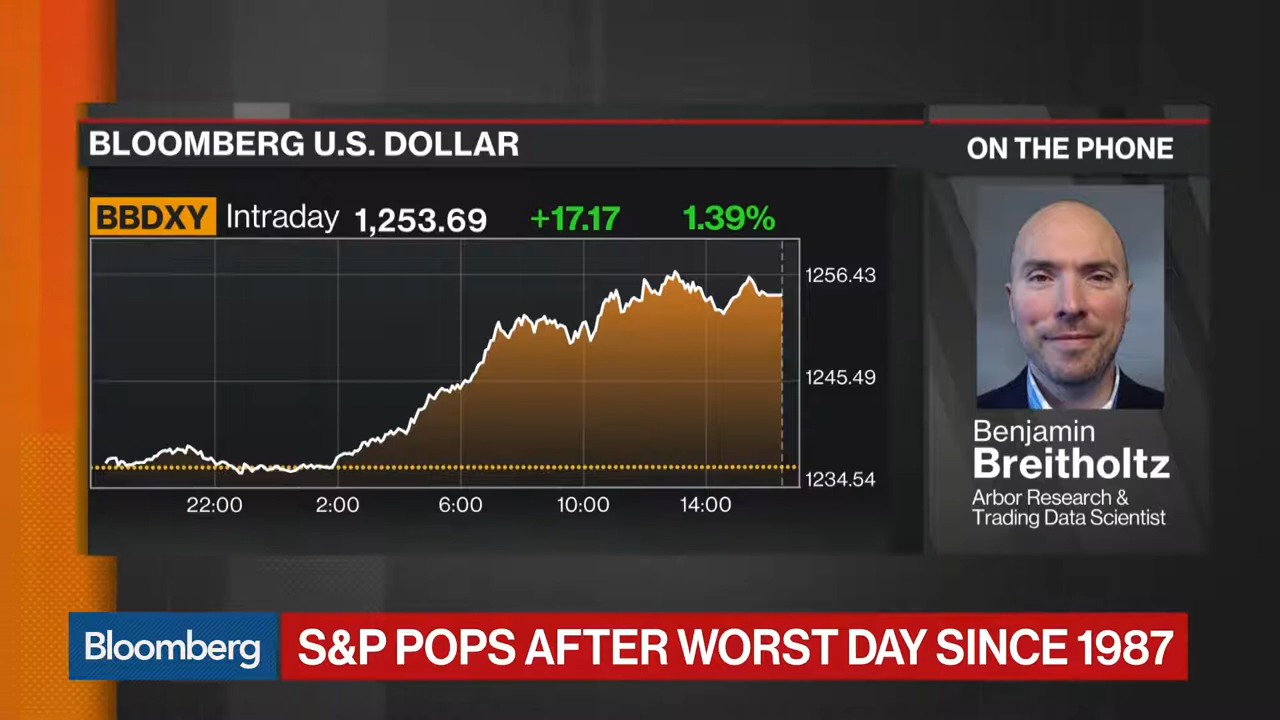 BLOOMBERG U.S. DOLLAR
BBDXY Intraday 1,253.69 +17.17 1.39%
1256.43
1245.49
1234.54
22:00 2:00 6:00 10:00 14:00
ON THE PHONE
Benjamin
Breitholtz
Arbor Research &
Trading Data Scientist
Bloomberg
S&P POPS AFTER WORST DAY SINCE 1987